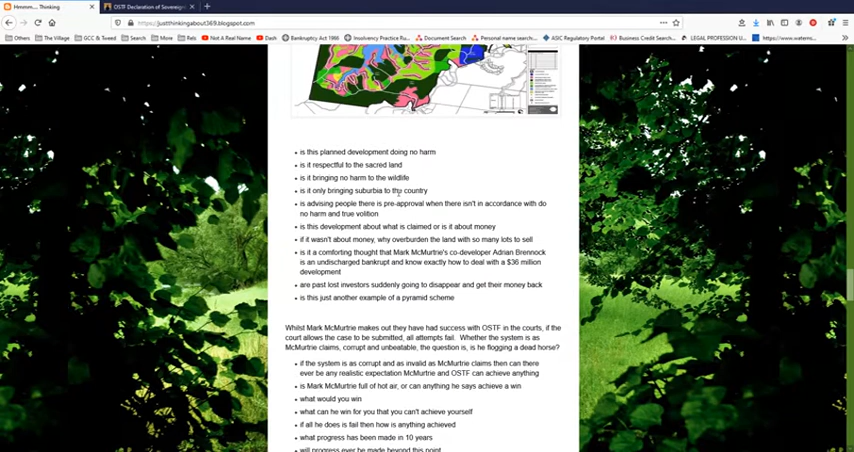 Hmmm.... Thinking
OSTF Declaration of Sovereign
https://justthinkingabout369.blogspot.com
Others
The Village
GCC & Tweed
Story
Rels
Not A Real Name
YouTube
Dash
Bankruptcy Act 1966
Insolvency Practice Ru...
Document Search
Personal name search...
ASIC Regulatory Portal
Business Credit Searc...
LEGAL PROFESSION U...
https://www.waterns...
• is this planned development doing no harm
• is it respectful to the sacred land
• is it bringing no harm to the wildlife
• is it only bringing suburbia to the country
• is advising people there is pre-approval when there isn't in accordance with do
no harm and true volition
• is this development about what is claimed or is it about money
• if it wasn't about money, why overburden the land with so many lots to sell
• is it a comforting thought that Mark McMurtrie's co-developer Adrian Brennock
is an undischarged bankrupt and know exactly how to deal with a $36 million
development
• are past lost investors suddenly going to disappear and get their money back
• is this just another example of a pyramid scheme
Whilst Mark McMurtrie makes out they have had success with OSTF in the courts, if the
court allows the case to be submitted, all attempts fail. Whether the system is as
McMurtrie claims, corrupt and unbeatable, the question is, is he flogging a dead horse?
• if the system is as corrupt and as invalid as McMurtrie claims then can there
ever be any realistic expectation McMurtrie and OSTF can achieve anything
• is Mark McMurtrie full of hot air, or can anything he says achieve a win
• what would you win
• what can he win for you that you can't achieve yourself
• if all he does is fail then how is anything achieved
• what progress has been made in 10 years
• will progress ever be made beyond this point